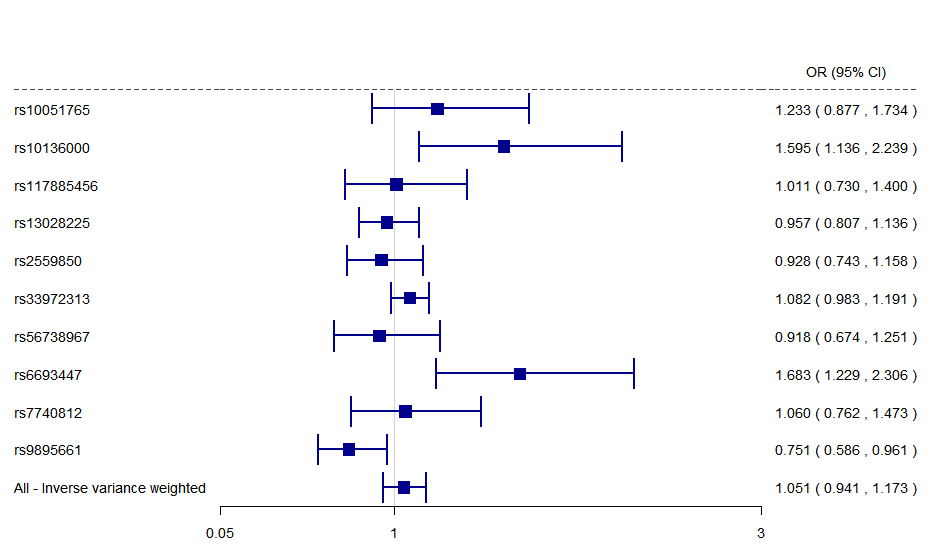 OR (95% CI)
rs10051765 1.233 ( 0.877 , 1.734 )
rs10136000 1.595 ( 1.136 , 2.239 )
rs117885456 1.011 ( 0.730 , 1.400 )
rs13028225 0.957 ( 0.807 , 1.136 )
rs2559850 0.928 ( 0.743 , 1.158 )
rs33972313 1.082 ( 0.983 , 1.191 )
rs56738967 0.918 ( 0.674 , 1.251 )
rs6693447 1.683 ( 1.229 , 2.306 )
rs7740812 1.060 ( 0.762 , 1.473 )
rs9895661 0.751 ( 0.586 , 0.961 )
All - Inverse variance weighted 1.051 ( 0.941 , 1.173 )
0.05 1 3